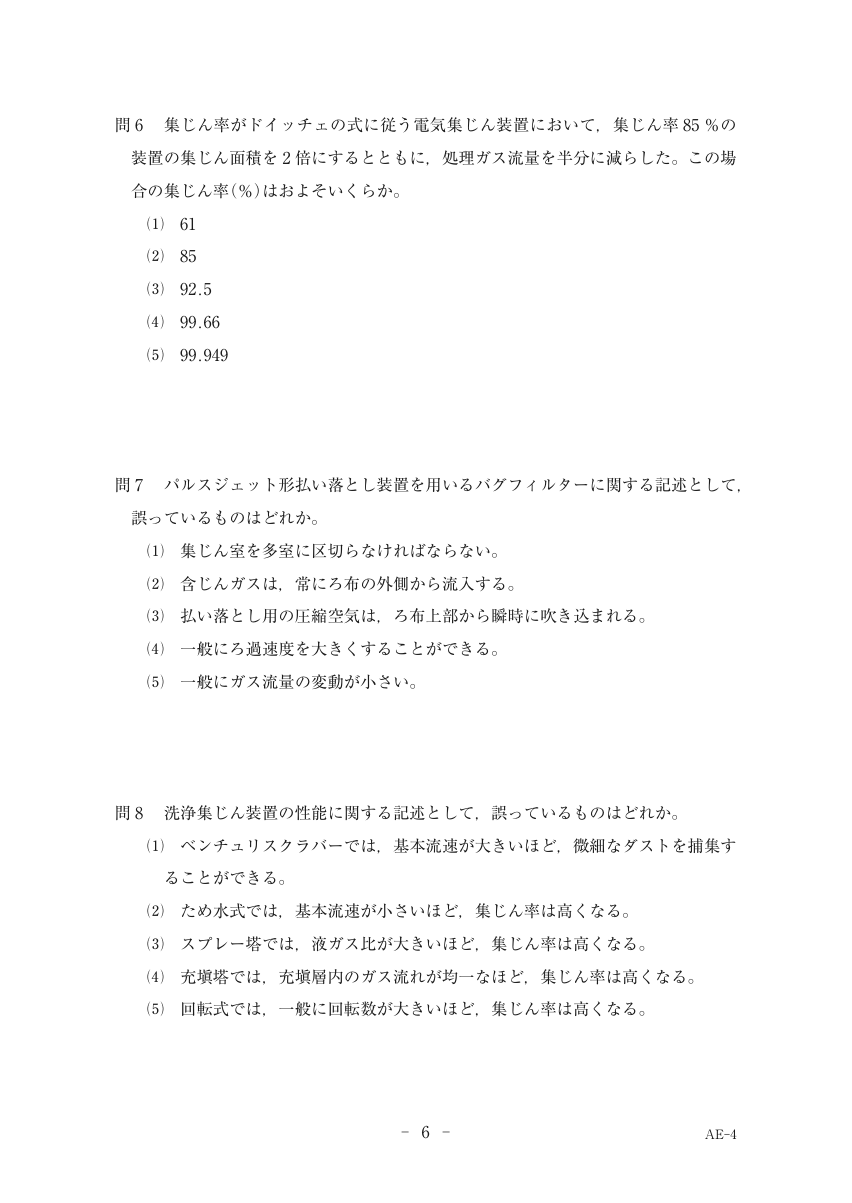 問６　集じん率がドイッチェの式に従う電気集じん装置において，集じん率 85 ％の
装置の集じん面積を２倍にするとともに，処理ガス流量を半分に減らした。この場
合の集じん率(％)はおよそいくらか。
(1)　61
(2)　85
(3)　92.5
(4)　99.66
(5)　99.949
問７　パルスジェット形払い落とし装置を用いるバグフィルターに関する記述として，
誤っているものはどれか。
(1)　集じん室を多室に区切らなければならない。
(2)　含じんガスは，常にろ布の外側から流入する。
(3)　払い落とし用の圧縮空気は，ろ布上部から瞬時に吹き込まれる。
(4)　一般にろ過速度を大きくすることができる。
(5)　一般にガス流量の変動が小さい。
問８　洗浄集じん装置の性能に関する記述として，誤っているものはどれか。
(1)　ベンチュリスクラバーでは，基本流速が大きいほど，微細なダストを捕集す
ることができる。
(2)　ため水式では，基本流速が小さいほど，集じん率は高くなる。
(3)　スプレー塔では，液ガス比が大きいほど，集じん率は高くなる。
(4)　充塡塔では，充塡層内のガス流れが均一なほど，集じん率は高くなる。
(5)　回転式では，一般に回転数が大きいほど，集じん率は高くなる。
－ 6 －
AE-4